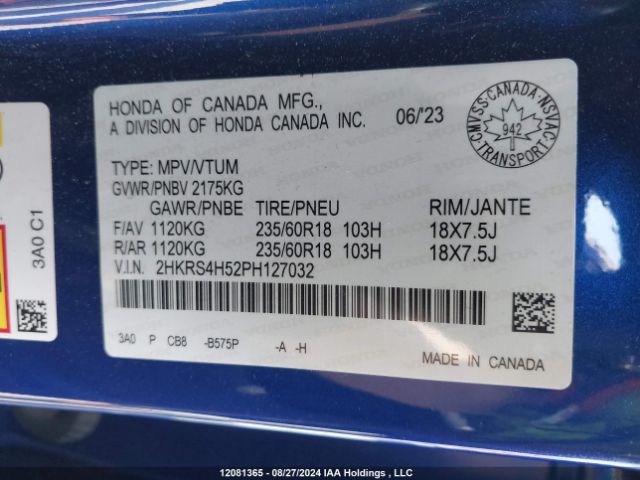 HONDA OF CANADA MFG.,
A DIVISION OF HONDA CANADA INC. 06/'23
CMVSS·CANADA·NSVAC
942
TRANSPORT
TYPE: MPV/VTUM
GVWR/PNBV 2175KG
GAWR/PNBE TIRE/PNEU RIM/JANTE
F/AV 1120KG 235/60R18 103H 18X7.5J
R/AR 1120KG 235/60R18 103H 18X7.5J
V.I.N. 2HKRS4H52PH127032
3A0 P CB8 -B575P -A -H
MADE IN CANADA
3A0 C1
12081365 - 08/27/2024 IAA Holdings , LLC